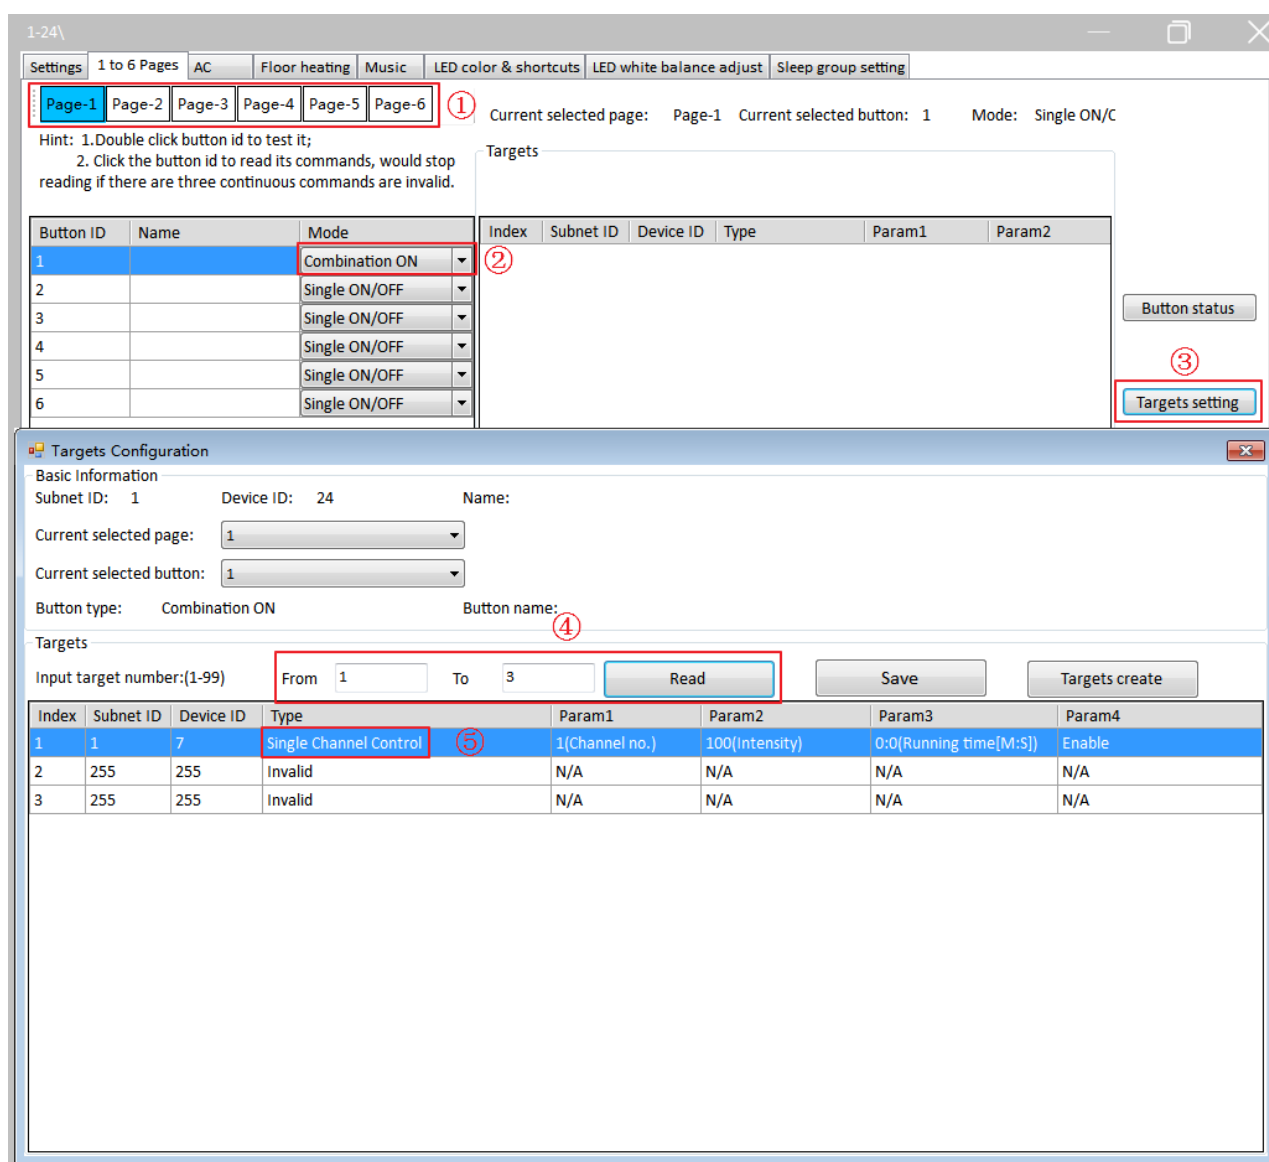 1-24\
Settings 1 to 6 Pages AC Floor heating Music LED color & shortcuts LED white balance adjust Sleep group setting
Page-1 Page-2 Page-3 Page-4 Page-5 Page-6 ①
Current selected page: Page-1 Current selected button: 1 Mode: Single ON/C
Hint: 1.Double click button id to test it;
2. Click the button id to read its commands, would stop
reading if there are three continuous commands are invalid.
Targets
Button ID Name Mode
1 Combination ON ②
2 Single ON/OFF
3 Single ON/OFF
4 Single ON/OFF
5 Single ON/OFF
6 Single ON/OFF
Index Subnet ID Device ID Type Param1 Param2
Button status
③
Targets setting
Targets Configuration
Basic Information
Subnet ID: 1 Device ID: 24 Name:
Current selected page: 1
Current selected button: 1
Button type: Combination ON Button name:
④
Targets
Input target number:(1-99) From 1 To 3 Read Save Targets create
Index Subnet ID Device ID Type Param1 Param2 Param3 Param4
1 1 7 Single Channel Control ⑤ 1(Channel no.) 100(Intensity) 0:0(Running time[M:S]) Enable
2 255 255 Invalid N/A N/A N/A N/A
3 255 255 Invalid N/A N/A N/A N/A